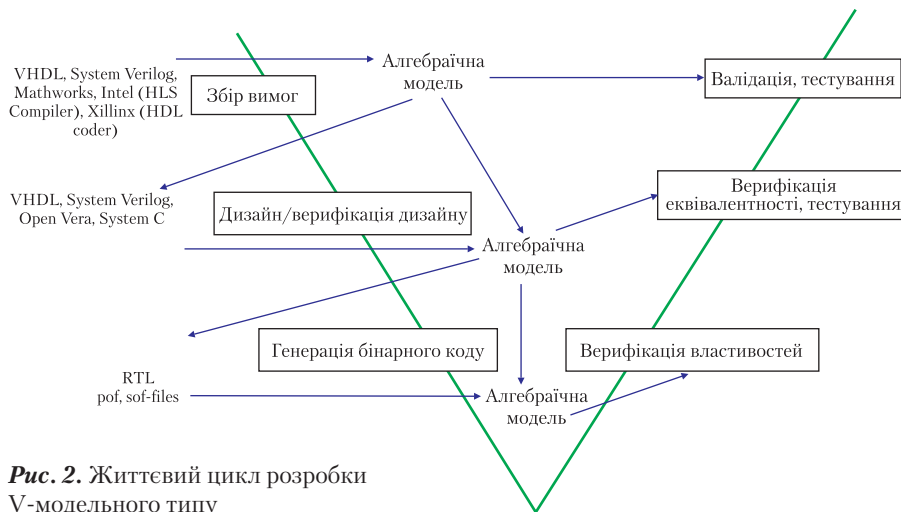 VHDL, System Verilog,
Mathworks, Intel (HLS
Compiler), Xillinx (HDL
coder)
Збір вимог
Алгебраїчна
модель
Валідація, тестування
VHDL, System Verilog,
Open Vera, System C
Дизайн/верифікація дизайну
Алгебраїчна
модель
Верифікація
еквівалентності, тестування
Генерація бінарного коду
Верифікація властивостей
RTL
pof, sof-files
Алгебраїчна
модель
Рис. 2. Життєвий цикл розробки
V-модельного типу